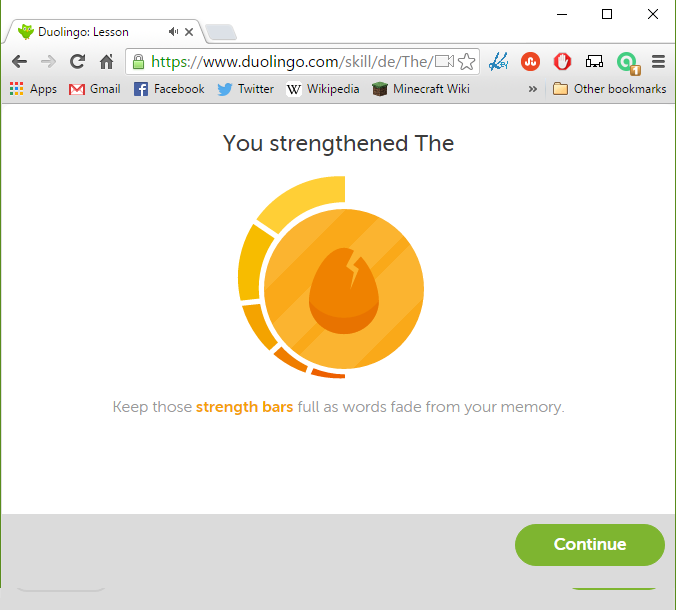 Duolingo: Lesson
https://www.duolingo.com/skill/de/The/
Apps Gmail Facebook Twitter W Wikipedia Minecraft Wiki » Other bookmarks
You strengthened The
Keep those strength bars full as words fade from your memory.
Continue